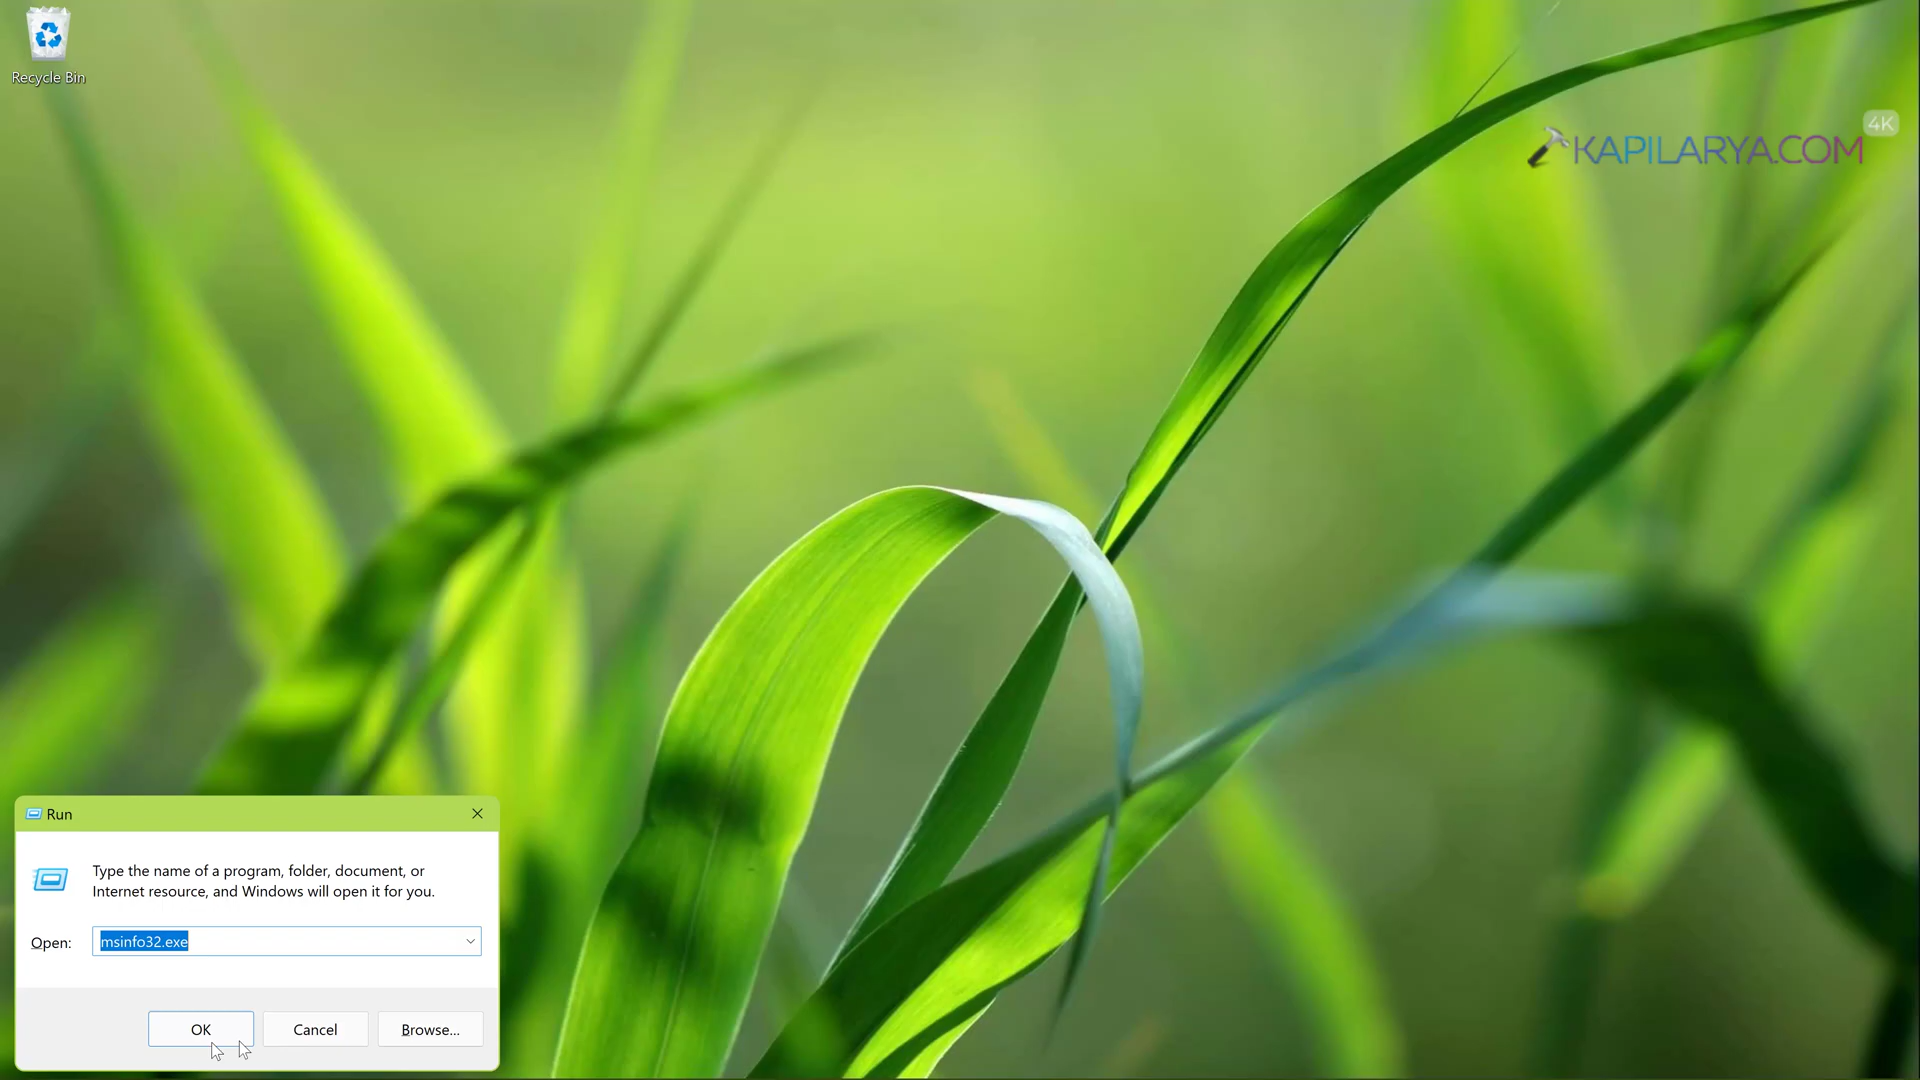 Recycle Bin
4K
KAPILARYA.COM
Run
Type the name of a program, folder, document, or
Internet resource, and Windows will open it for you.
Open: msinfo32.exe
OK Cancel Browse...